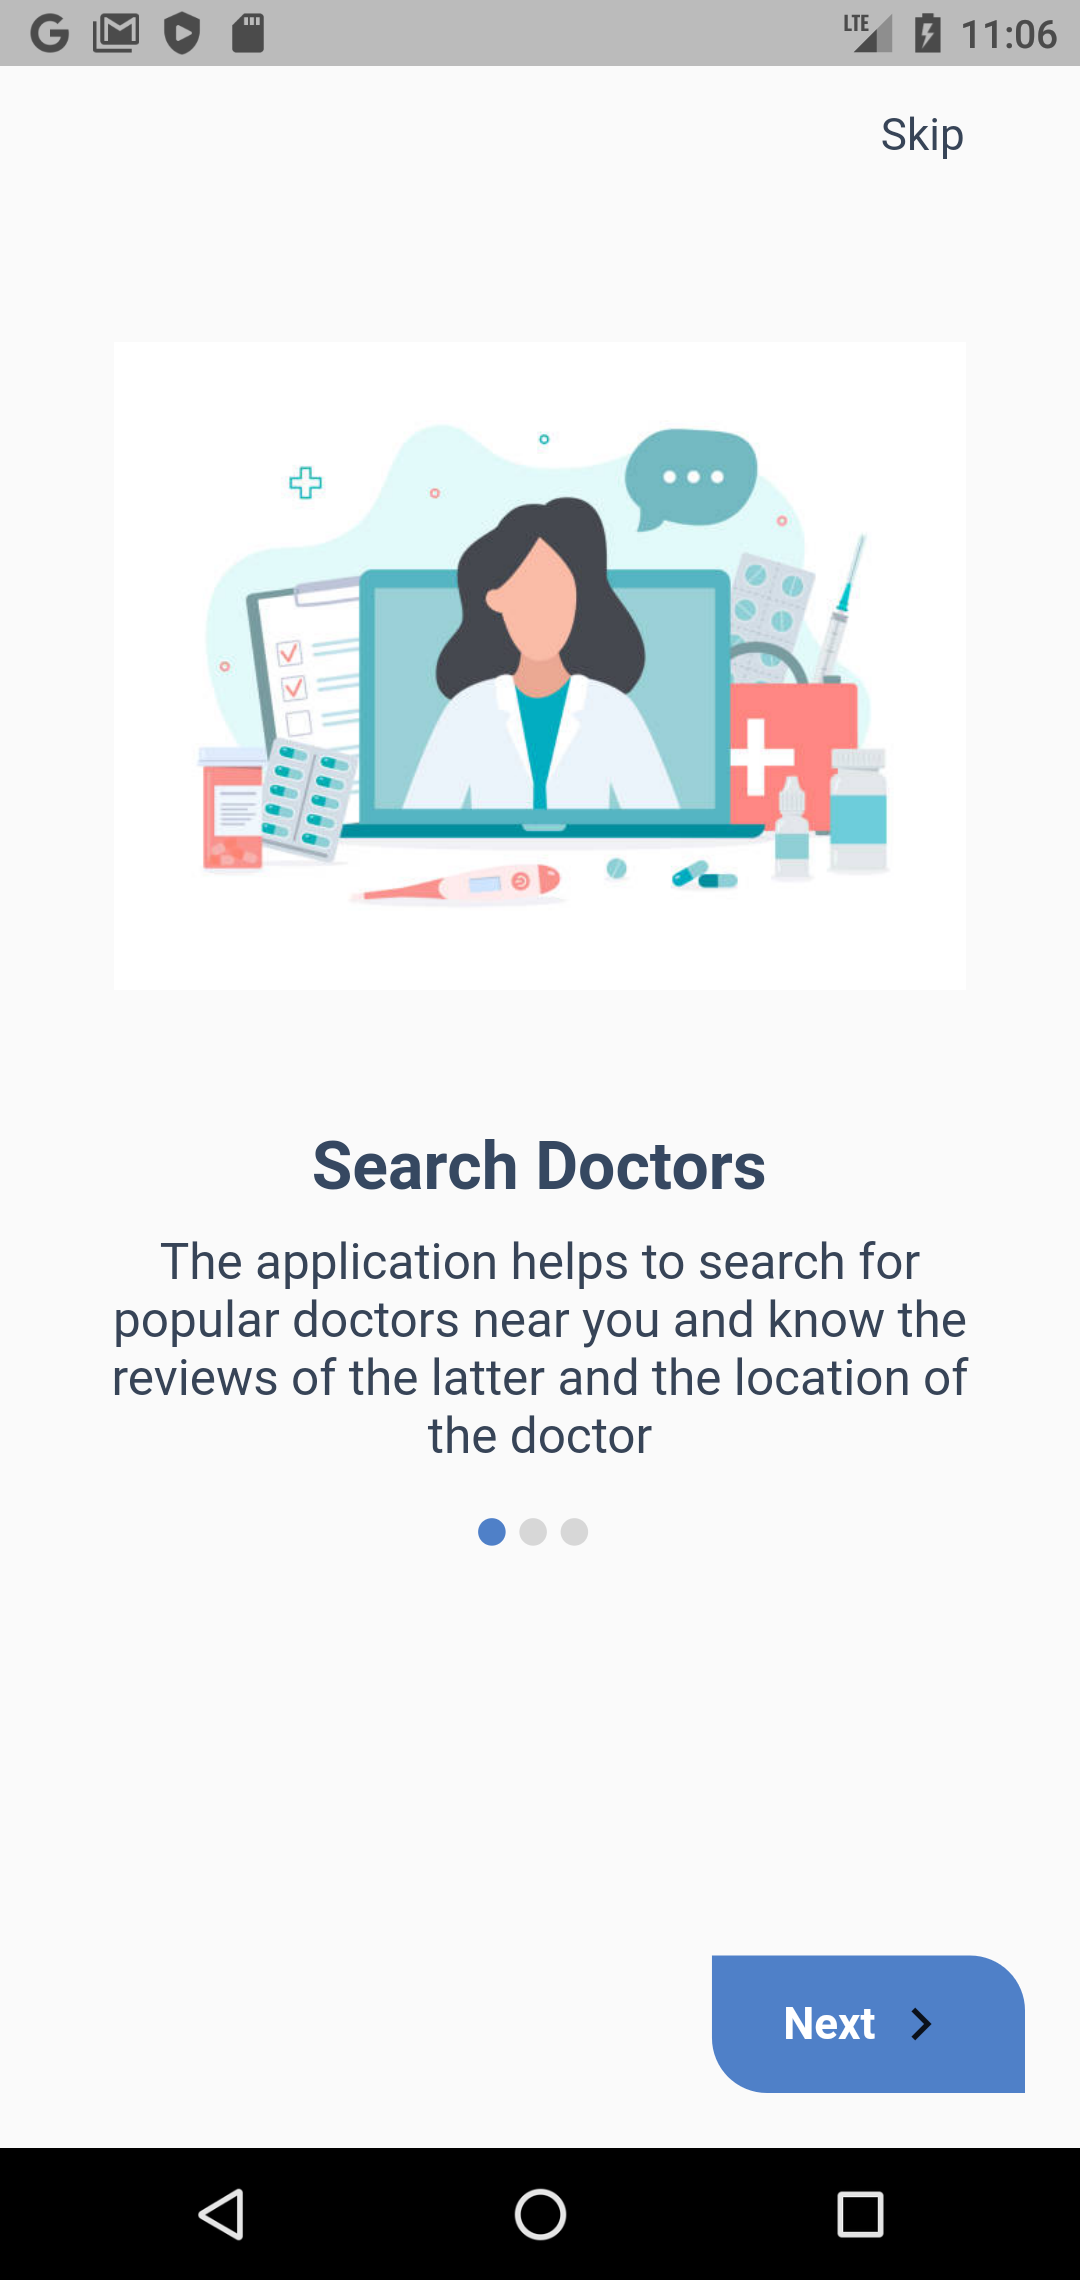 LTE 11:06
Skip
Search Doctors
The application helps to search for
popular doctors near you and know the
reviews of the latter and the location of
the doctor
Next